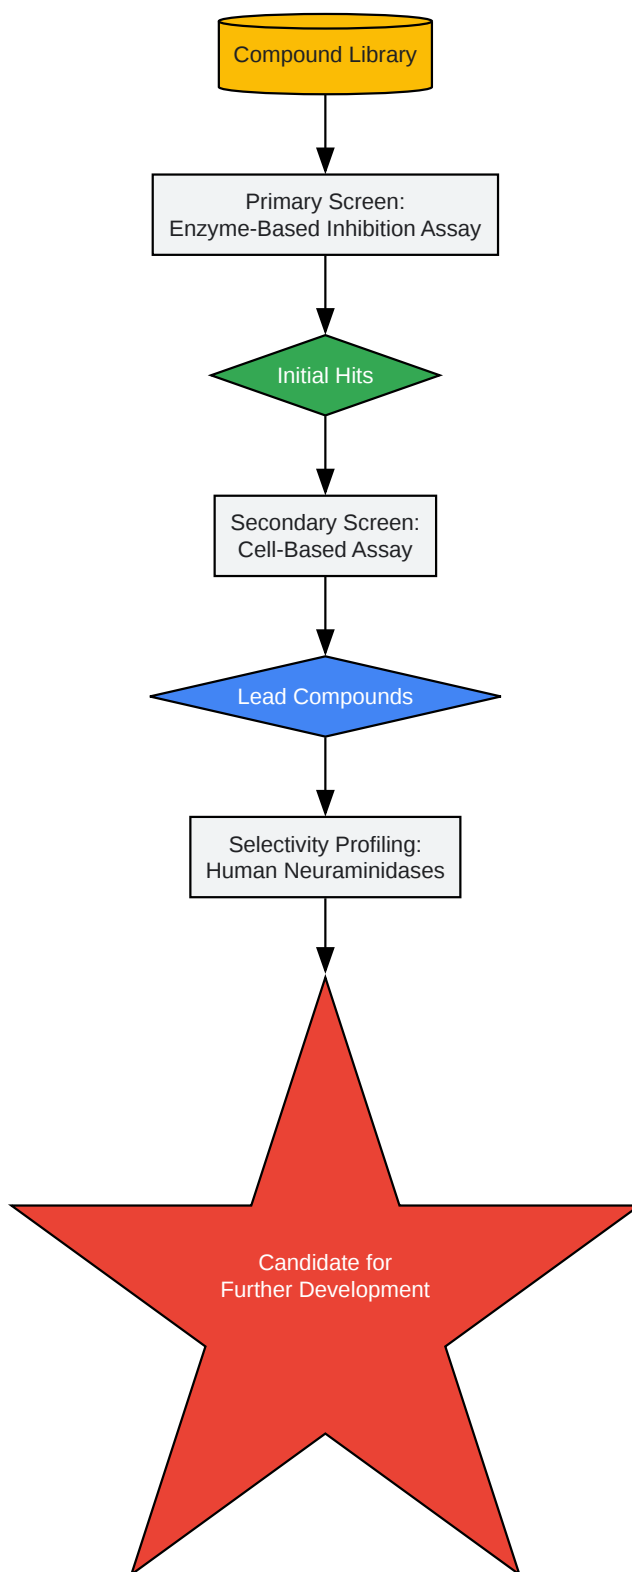 Compound Library
Primary Screen:
Enzyme-Based Inhibition Assay
Initial Hits
Secondary Screen:
Cell-Based Assay
Lead Compounds
Selectivity Profiling:
Human Neuraminidases
Candidate for
Further Development